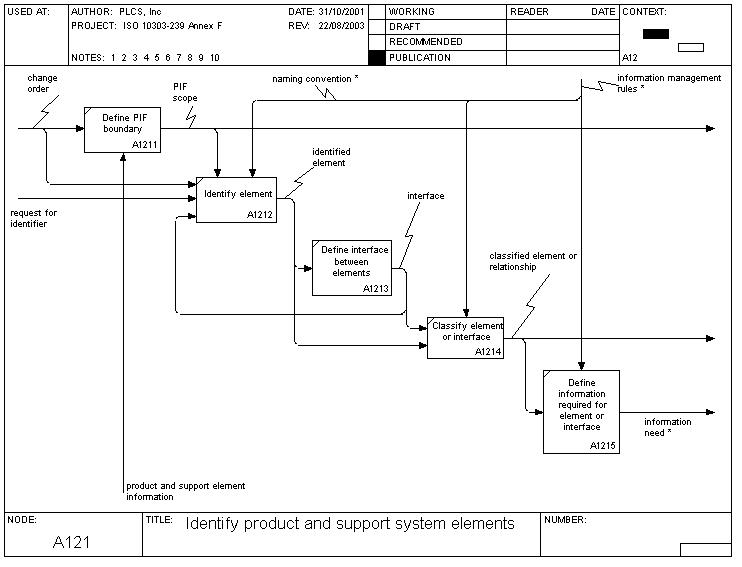 USED AT:
AUTHOR: PLCS, Inc
DATE: 31/10/2001
PROJECT: ISO 10303-239 Annex F
REV: 22/08/2003
NOTES: 1 2 3 4 5 6 7 8 9 10
WORKING
DRAFT
RECOMMENDED
PUBLICATION
READER
DATE
CONTEXT:
A12
change
order
PIF
scope
naming convention *
information management
rules *
Define PIF
boundary
A1211
identified
element
Identify element
A1212
request for
identifier
interface
Define interface
between
elements
A1213
classified element or
relationship
Classify element
or interface
A1214
Define
information
required for
element or
interface
A1215
information
need *
product and support element
information
NODE:
A121
TITLE:
Identify product and support system elements
NUMBER: